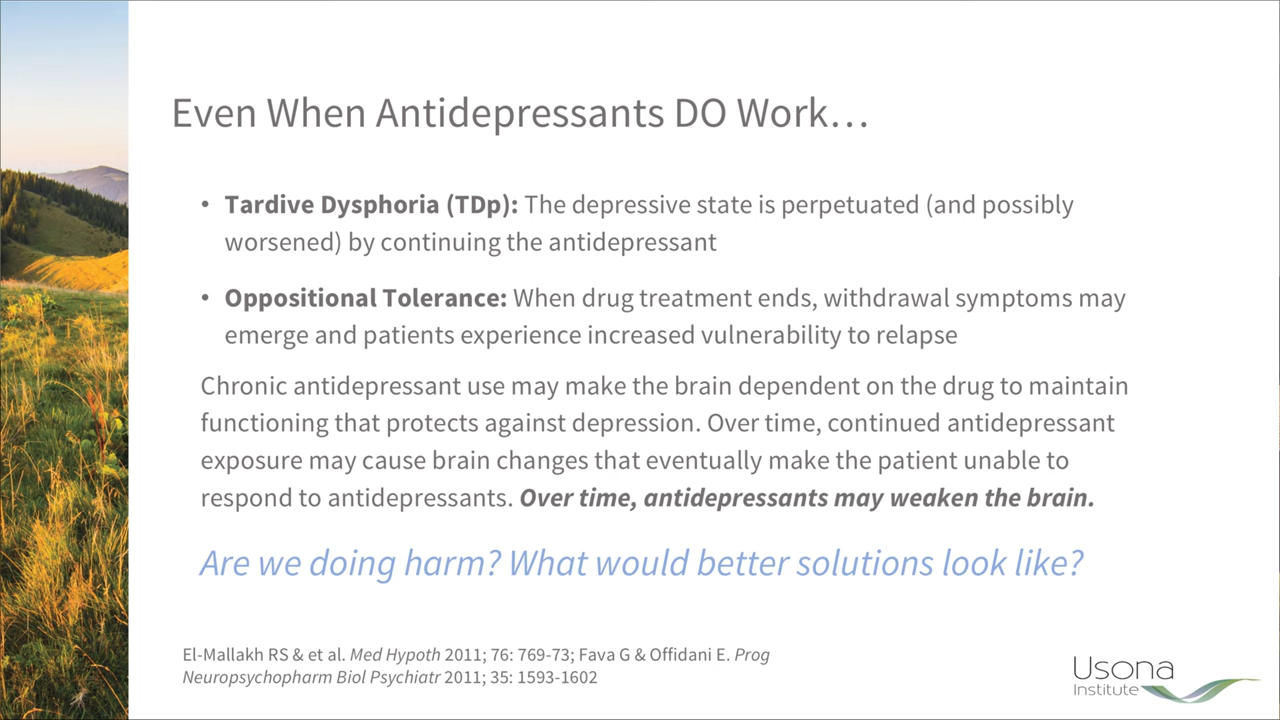 Even When Antidepressants DO Work…
• Tardive Dysphoria (TDp): The depressive state is perpetuated (and possibly
worsened) by continuing the antidepressant
• Oppositional Tolerance: When drug treatment ends, withdrawal symptoms may
emerge and patients experience increased vulnerability to relapse
Chronic antidepressant use may make the brain dependent on the drug to maintain
functioning that protects against depression. Over time, continued antidepressant
exposure may cause brain changes that eventually make the patient unable to
respond to antidepressants. Over time, antidepressants may weaken the brain.
Are we doing harm? What would better solutions look like?
El-Mallakh RS & et al. Med Hypoth 2011; 76: 769-73; Fava G & Offidani E. Prog
Neuropsychopharm Biol Psychiatr 2011; 35: 1593-1602
Usona
Institute